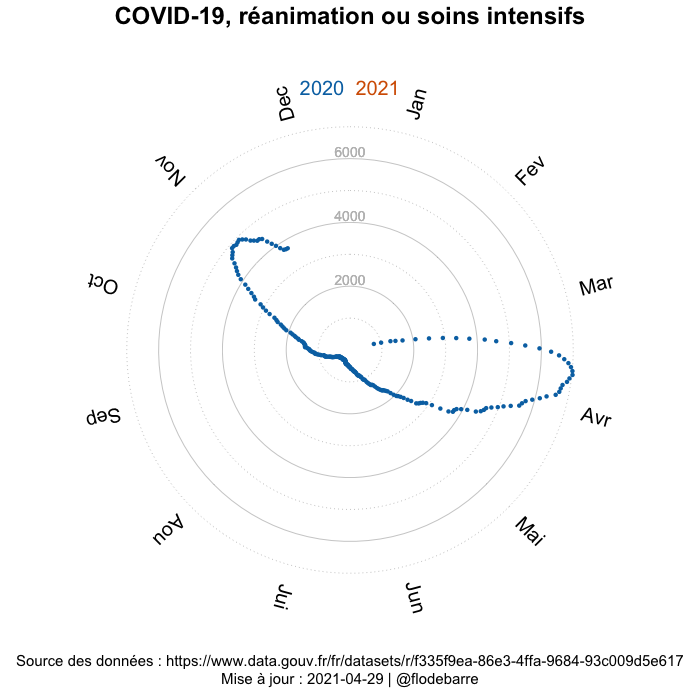 COVID-19, réanimation ou soins intensifs
2020 2021
Dec
Jan
Nov
Fev
6000
4000
Oct
2000
Mar
Sep
Avr
Aou
Mai
Jui
Jun
Source des données : https://www.data.gouv.fr/fr/datasets/r/f335f9ea-86e3-4ffa-9684-93c009d5e617
Mise à jour : 2021-04-29 | @flodebarre